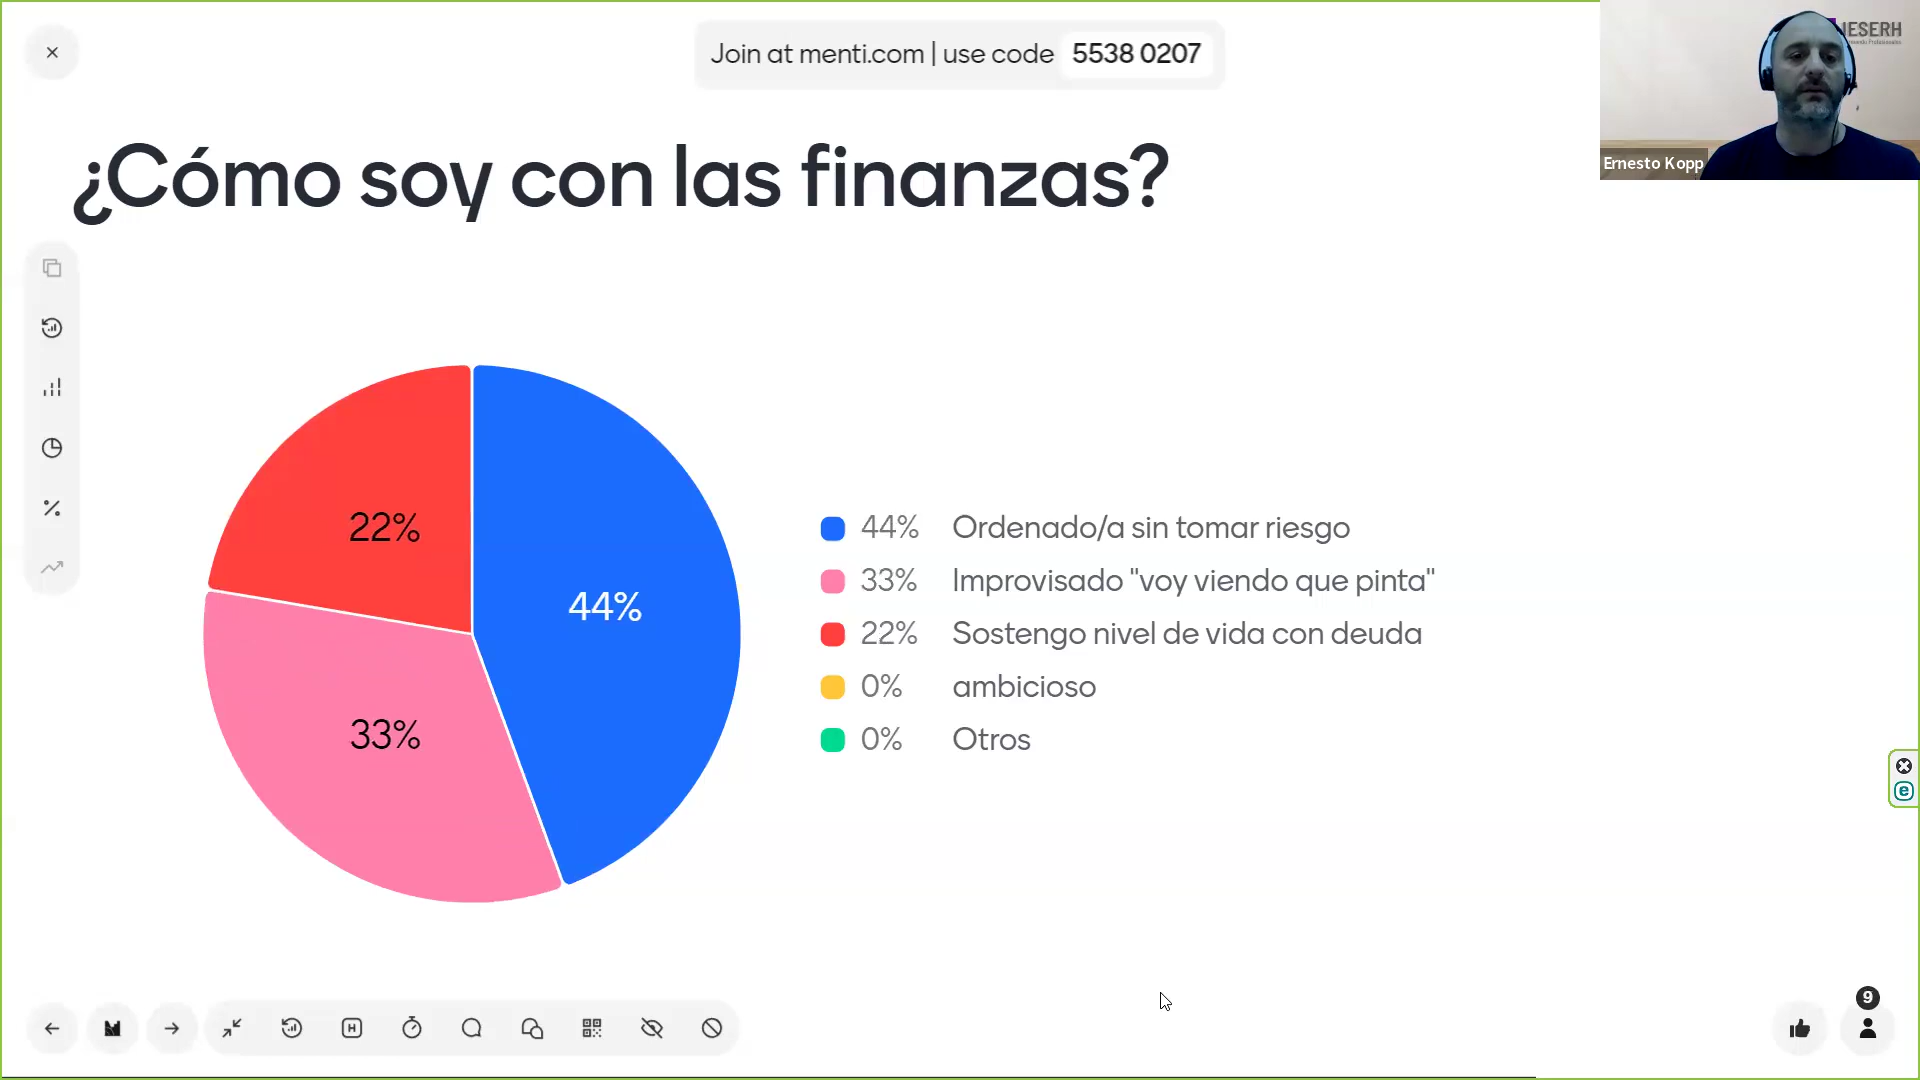 Join at menti.com | use code 5538 0207
IESERH
Ernesto Kopp
¿Cómo soy con las finanzas?
22%
44%
33%
44% Ordenado/a sin tomar riesgo
33% Improvisado "voy viendo que pinta"
22% Sostengo nivel de vida con deuda
0% ambicioso
0% Otros
9